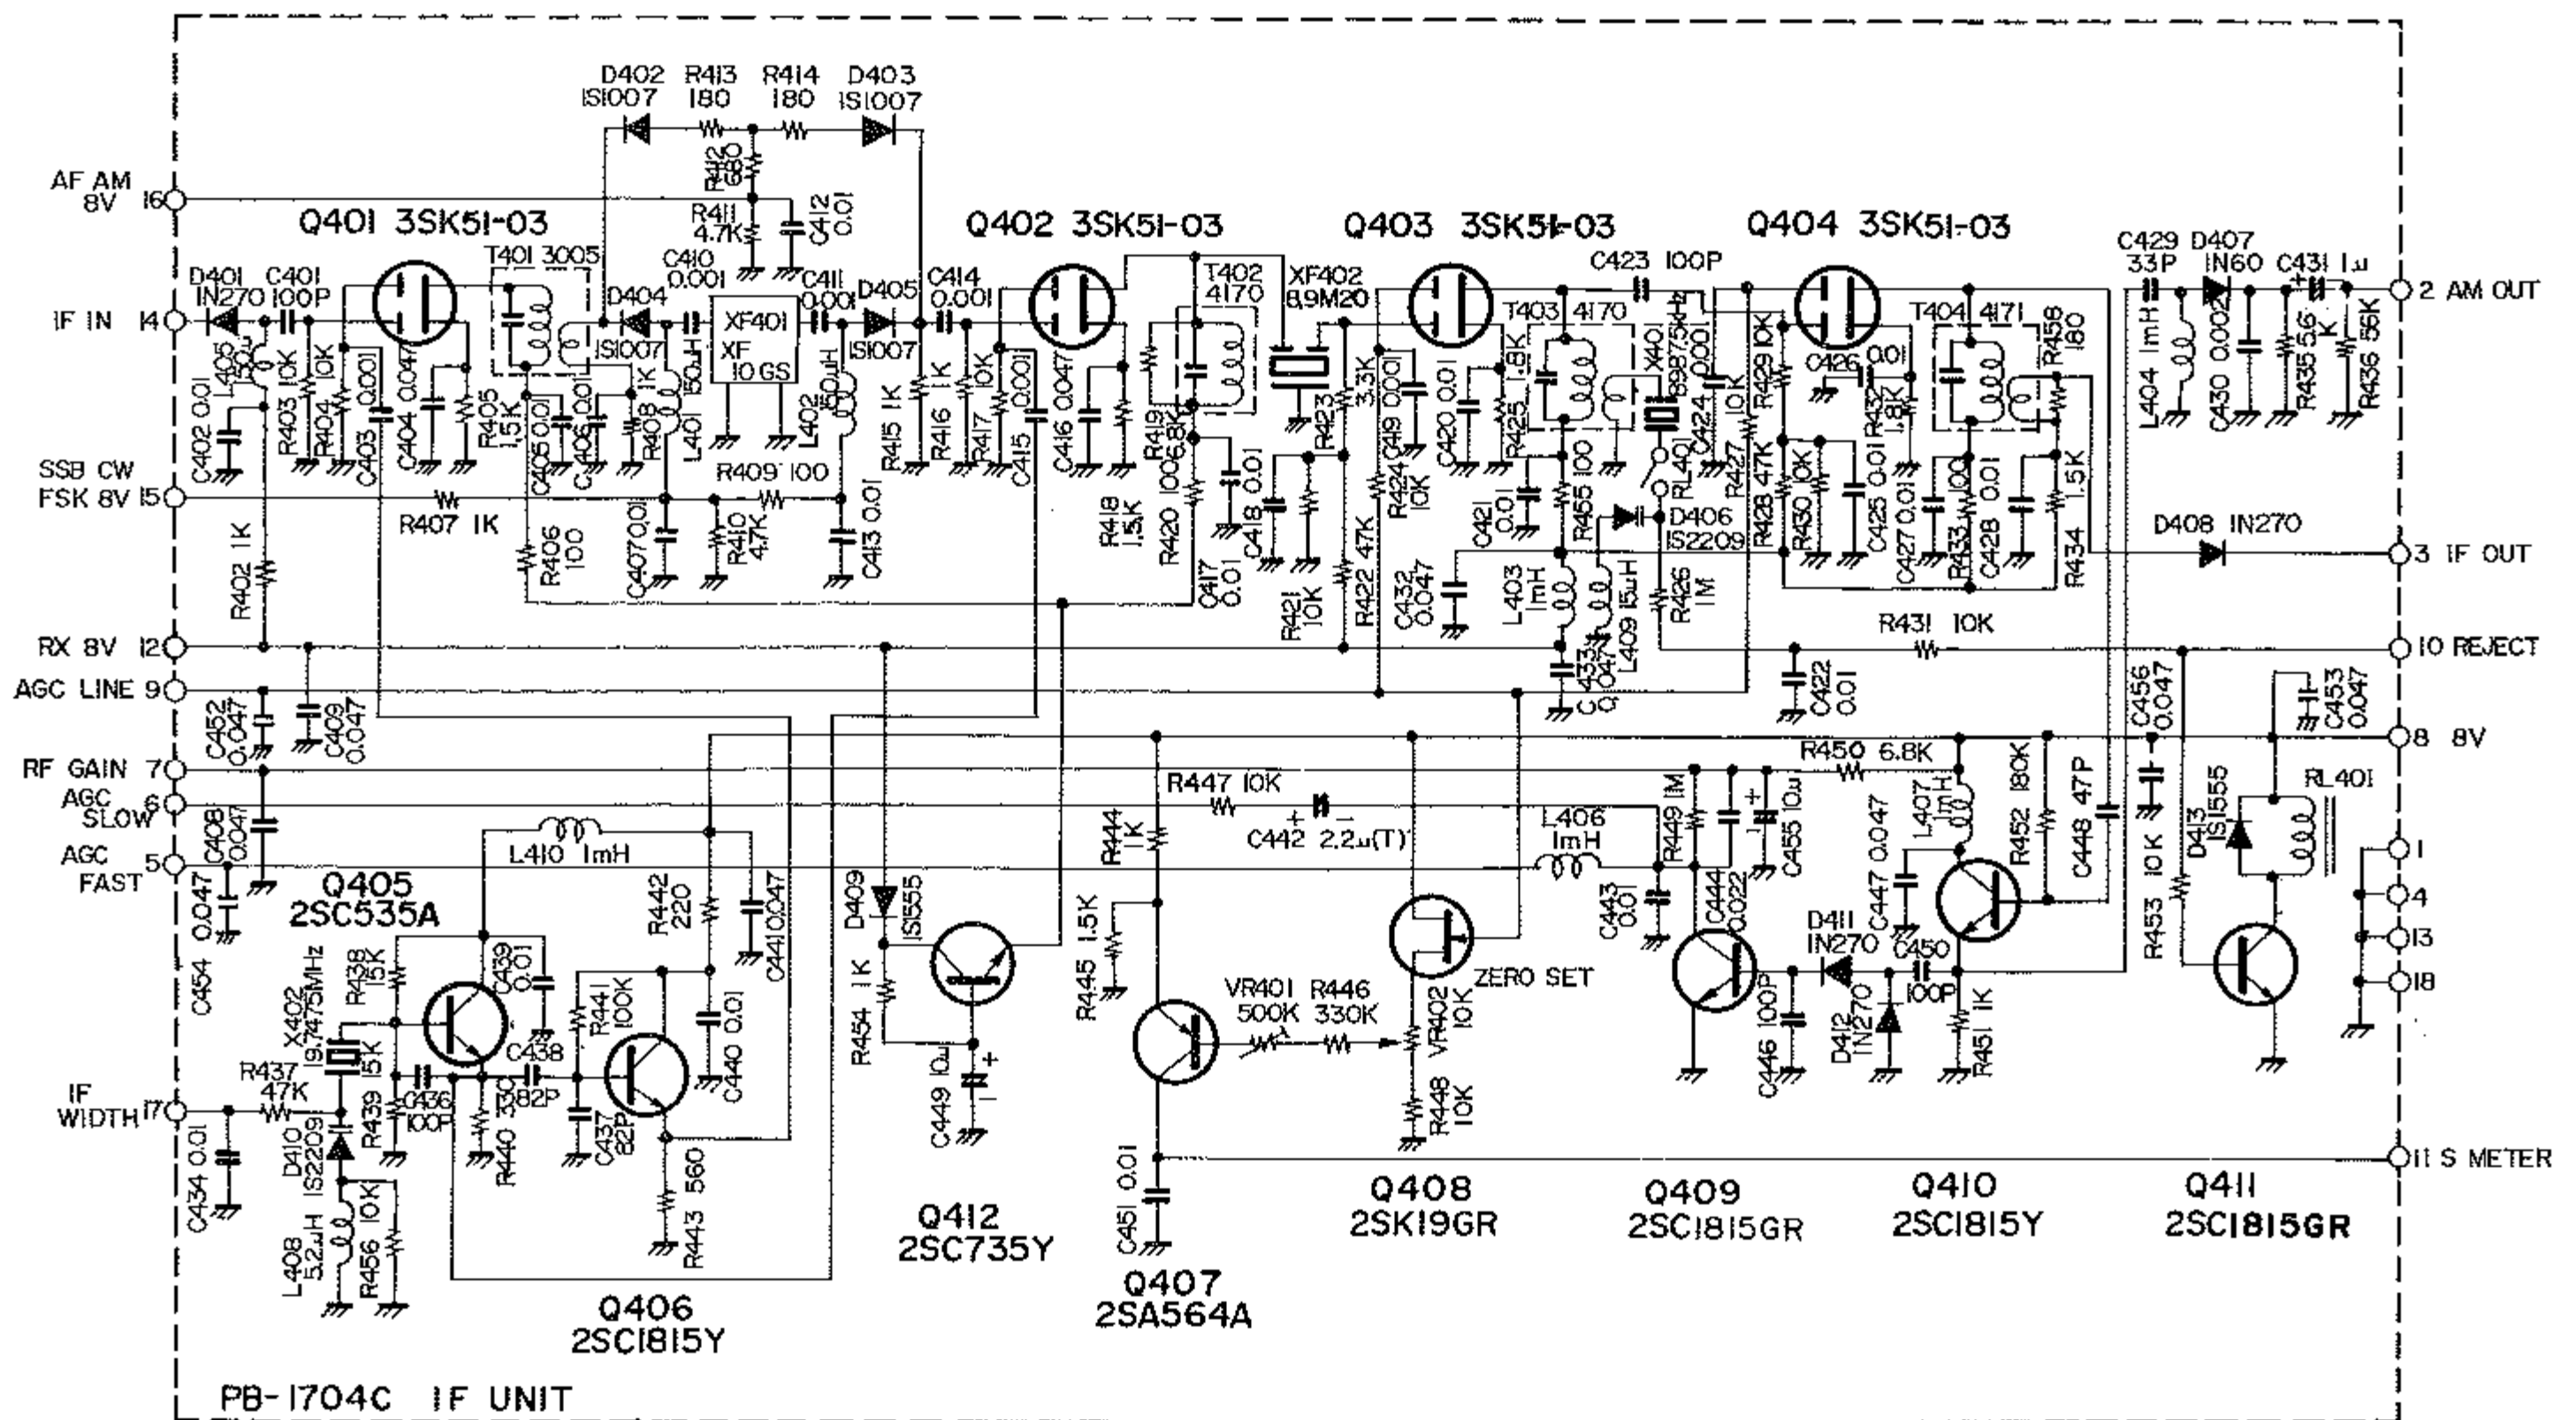 D402 R413 R414 D403
1S1007 180 180 1S1007
R412
680
AF AM
8V 16
R411
4.7K
C412
0.01
Q401 3SK51-03
Q402 3SK51-03
Q403 3SK51-03
Q404 3SK51-03
T401 3005
C410
0.001
C411
0.001
D405
1S1007
C414
0.001
T402
4170
XF402
8.9M20
C423 100P
T403 4170
T404 4171
C429
33P
D407
1N60
C431 1μ
2 AM OUT
D401
1N270
C401
100P
IF IN 14
D404
1S1007
XF401
XF
10 GS
X401
8987.5kHz
R458
180
L405
C402 0.01
R403 10K
R404 10K
C403 0.001
C404 0.047
R405
1.5K
C405 0.01
C406 0.01
R408 1K
L401 150μH
L402
150μH
R415 1K
R416 1K
R417 10K
C415 0.001
C416 0.047
R418
1.5K
R419
6.8K
R420 100
C417
0.01
C418 0.01
R423
3.3K
C419 0.001
R424
10K
C420 0.01
R425 1.8K
C421
0.01
R455 100
RL401
D406
1S2209
C424 0.001
R427
10K
R429 10K
R428 47K
R430 10K
C425 0.01
C426 0.01
R432
1.8K
C427 0.01
R433 100
C428 0.01
R434 1.5K
L404 1mH
C430 0.002
R435 5.6K
R436 56K
SSB CW
FSK 8V 15
R407 1K
R409 100
R402 1K
R406
100
C407 0.01
R410
4.7K
C413 0.01
R421
10K
R422 47K
C432
0.047
L403
1mH
L409 15μH
R426
1M
D408 1N270
3 IF OUT
RX 8V 12
R431 10K
10 REJECT
AGC LINE 9
C452
0.047
C409
0.047
C433
0.047
C422
0.01
C456
0.047
C453
0.047
8 8V
RF GAIN 7
AGC
SLOW 6
C408
0.047
R447 10K
C442 2.2μ(T)
R450 6.8K
R449 1M
C455 10μ
L407
1mH
R452 180K
C448 47P
D413
1S1555
RL401
AGC
FAST 5
L410 1mH
R444
1K
L406
1mH
C447 0.047
1
4
13
18
C454 0.047
Q405
2SC535A
R442
220
C441 0.047
D409
1S1555
R445 1.5K
C443
0.01
C444
0.022
D411
1N270
C450
100P
R453 10K
ZERO SET
X402
19.7475MHz
R438
15K
C439
0.01
R441
100K
C440 0.01
R454 1K
VR401
500K
R446
330K
VR402
10K
C446 100P
D412
1N270
R451 1K
R437
47K
R439 15K
C436
100P
C438
82P
R440 330
C437
82P
C449 10μ
R448
10K
IF
WIDTH 17
C434 0.01
D410
1S2209
L408
5.2μH
R456 10K
R443 560
C451 0.01
11 S METER
Q412
2SC735Y
Q408
2SK19GR
Q409
2SC1815GR
Q410
2SC1815Y
Q411
2SC1815GR
Q406
2SC1815Y
Q407
2SA564A
PB-1704C IF UNIT